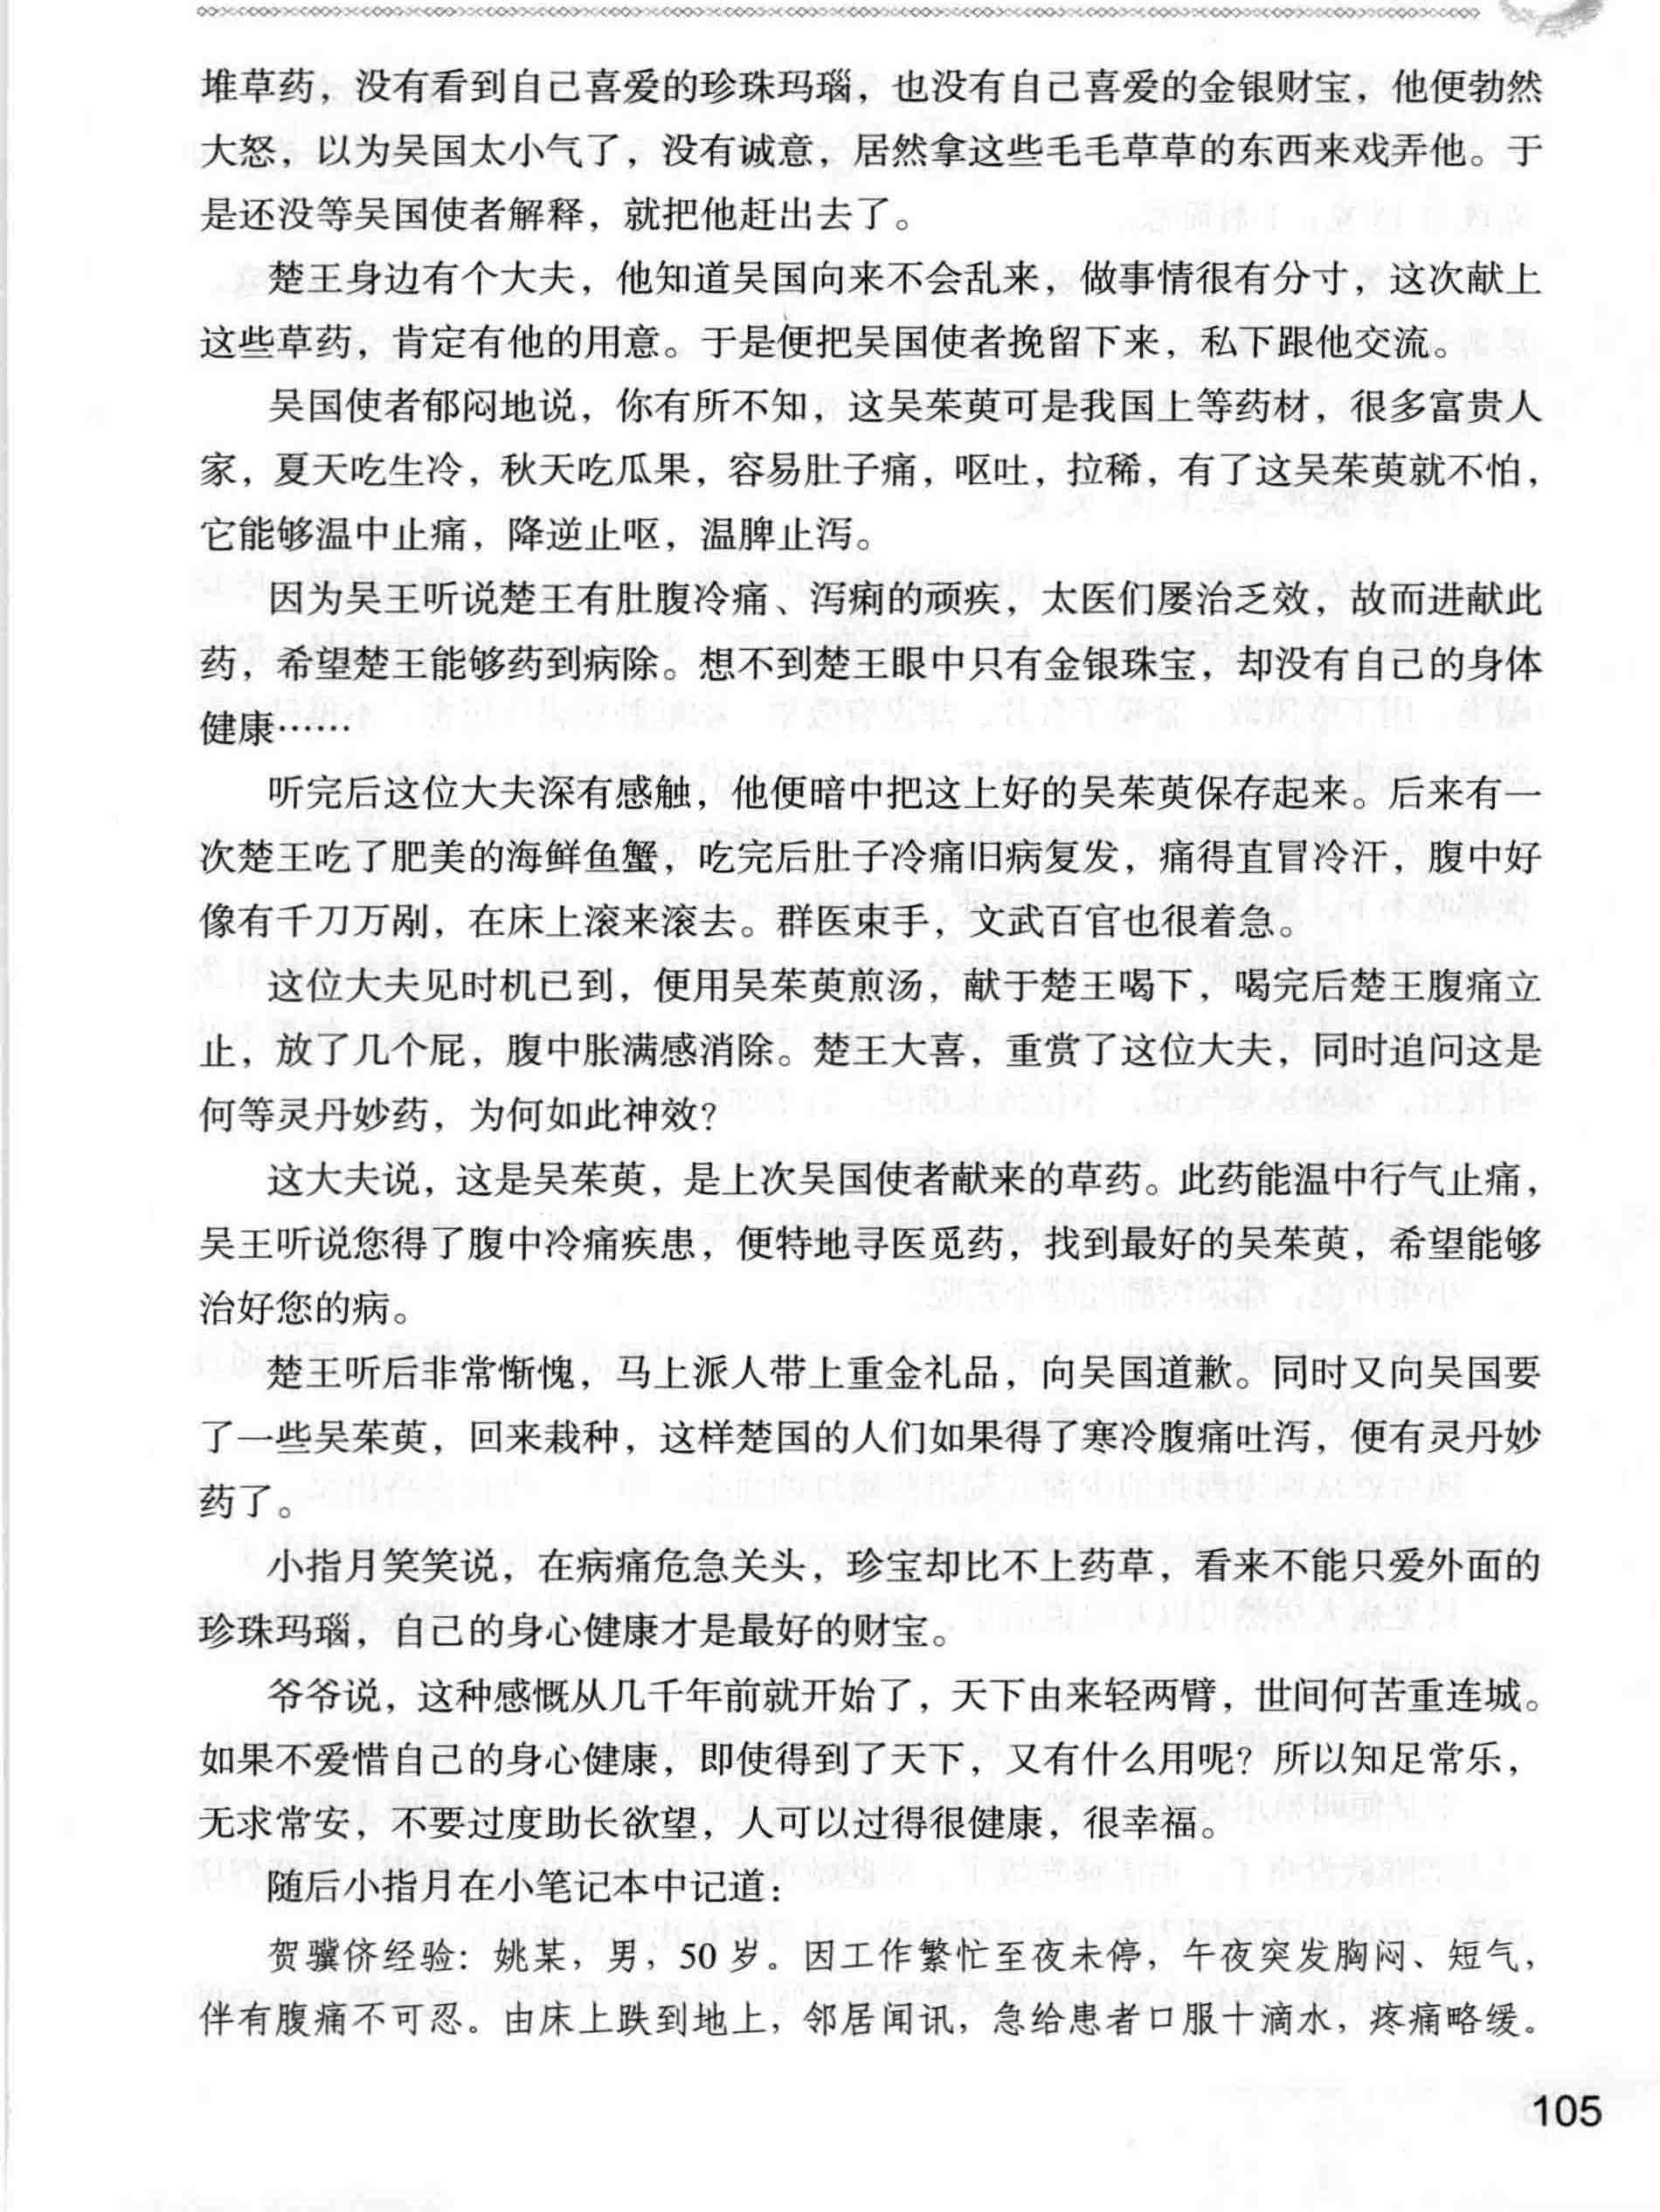 堆草药，没有看到自己喜爱的珍珠玛瑙，也没有自己喜爱的金银财宝，他便勃然
大怒，以为吴国太小气了，没有诚意，居然拿这些毛毛草草的东西来戏弄他。于
是还没等吴国使者解释，就把他赶出去了。
楚王身边有个大夫，他知道吴国向来不会乱来，做事情很有分寸，这次献上
这些草药，肯定有他的用意。于是便把吴国使者挽留下来，私下跟他交流。
吴国使者郁闷地说，你有所不知，这吴茱萸可是我国上等药材，很多富贵人
家，夏天吃生冷，秋天吃瓜果，容易肚子痛，呕吐，拉稀，有了这吴茱萸就不怕，
它能够温中止痛，降逆止呕，温脾止泻。
因为吴王听说楚王有肚腹冷痛、泻痢的顽疾，太医们屡治乏效，故而进献此
药，希望楚王能够药到病除。想不到楚王眼中只有金银珠宝，却没有自己的身体
健康……
听完后这位大夫深有感触，他便暗中把这上好的吴茱萸保存起来。后来有一
次楚王吃了肥美的海鲜鱼蟹，吃完后肚子冷痛旧病复发，痛得直冒冷汗，腹中好
像有千刀万剐，在床上滚来滚去。群医束手，文武百官也很着急。
这位大夫见时机已到，便用吴茱萸煎汤，献于楚王喝下，喝完后楚王腹痛立
止，放了几个屁，腹中胀满感消除。楚王大喜，重赏了这位大夫，同时追问这是
何等灵丹妙药，为何如此神效？
这大夫说，这是吴茱萸，是上次吴国使者献来的草药。此药能温中行气止痛，
吴王听说您得了腹中冷痛疾患，便特地寻医觅药，找到最好的吴茱萸，希望能够
治好您的病。
楚王听后非常惭愧，马上派人带上重金礼品，向吴国道歉。同时又向吴国要
了一些吴茱萸，回来栽种，这样楚国的人们如果得了寒冷腹痛吐泻，便有灵丹妙
药了。
小指月笑笑说，在病痛危急关头，珍宝却比不上药草，看来不能只爱外面的
珍珠玛瑙，自己的身心健康才是最好的财宝。
爷爷说，这种感慨从几千年前就开始了，天下由来轻两臂，世间何苦重连城。
如果不爱惜自己的身心健康，即使得到了天下，又有什么用呢？所以知足常乐，
无求常安，不要过度助长欲望，人可以过得很健康，很幸福。
随后小指月在小笔记本中记道：
贺骥侪经验：姚某，男，50 岁。因工作繁忙至夜未停，午夜突发胸闷、短气，
伴有腹痛不可忍。由床上跌到地上，邻居闻讯，急给患者口服十滴水，疼痛略缓。
105